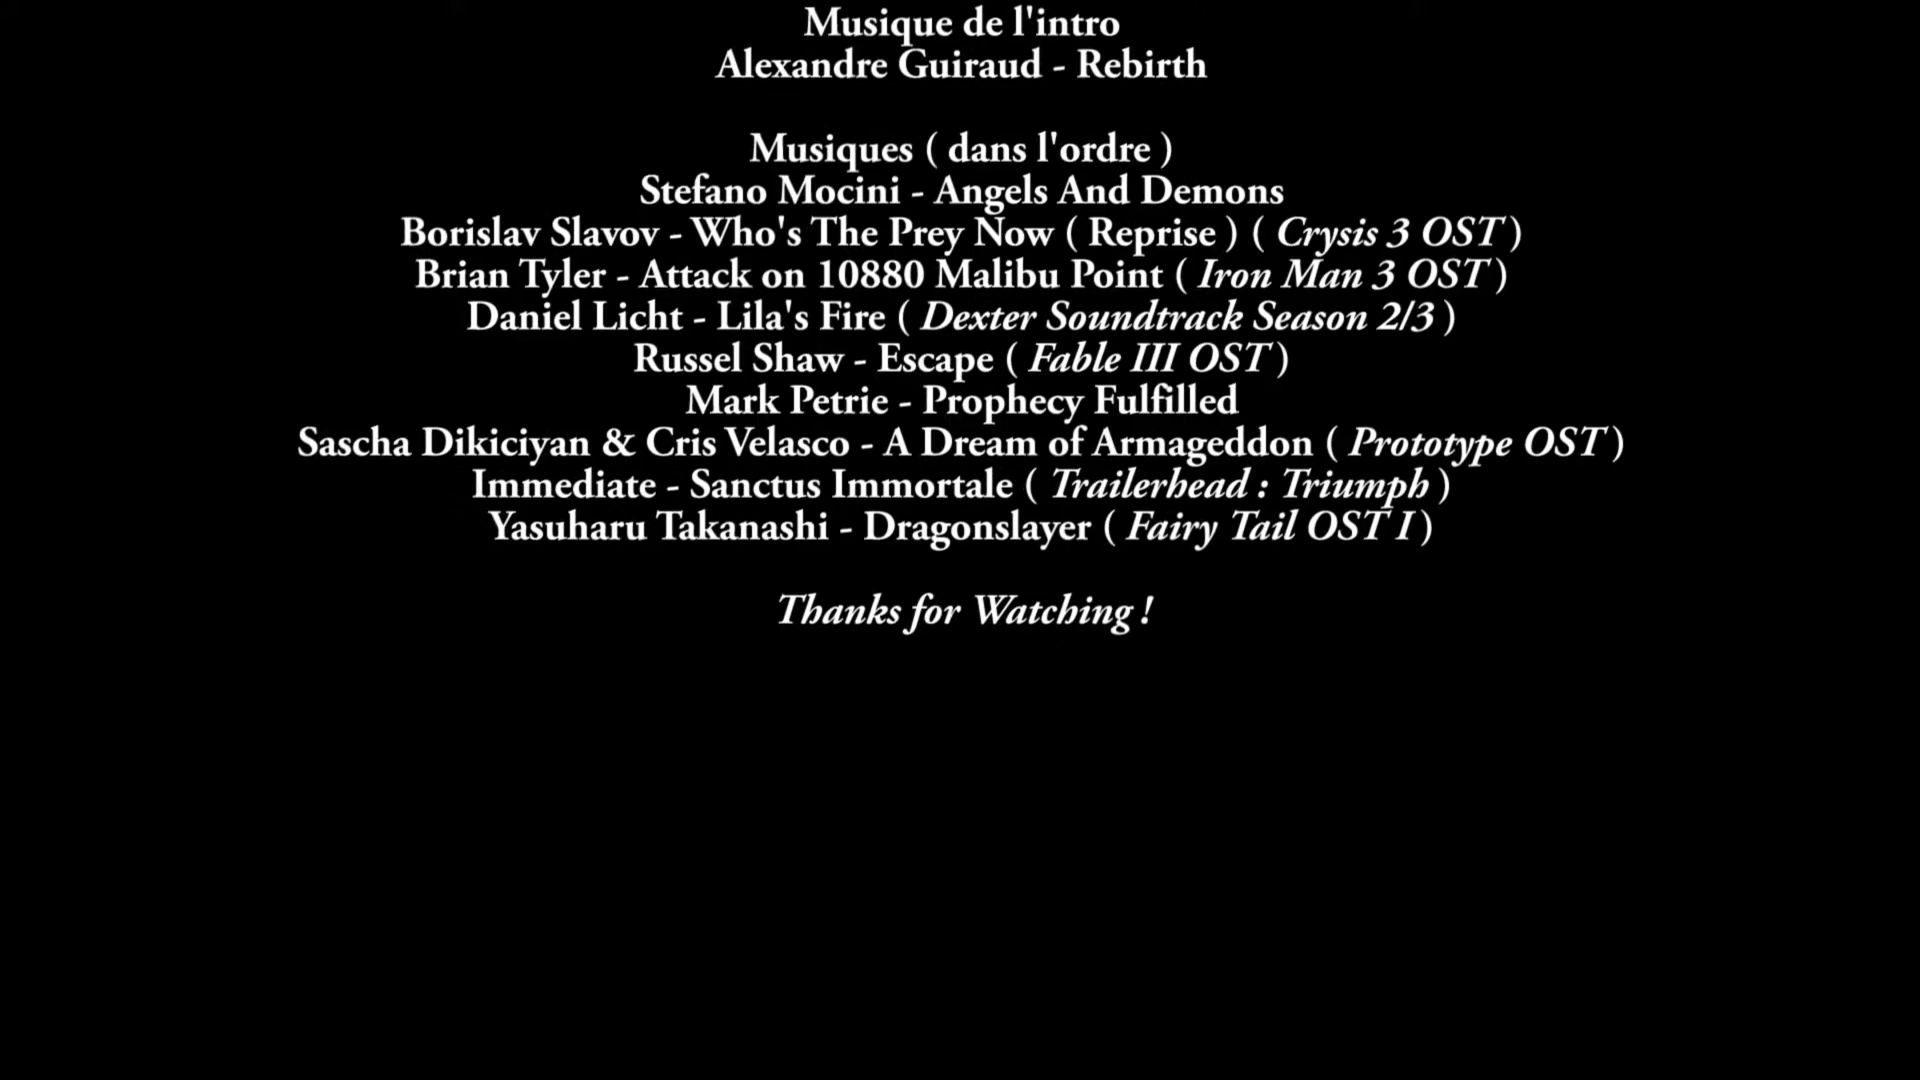 Musique de l'intro
Alexandre Guiraud - Rebirth
Musiques ( dans l'ordre )
Stefano Mocini - Angels And Demons
Borislav Slavov - Who's The Prey Now ( Reprise ) ( Crysis 3 OST )
Brian Tyler - Attack on 10880 Malibu Point ( Iron Man 3 OST )
Daniel Licht - Lila's Fire ( Dexter Soundtrack Season 2/3 )
Russel Shaw - Escape ( Fable III OST )
Mark Petrie - Prophecy Fulfilled
Sascha Dikiciyan & Cris Velasco - A Dream of Armageddon ( Prototype OST )
Immediate - Sanctus Immortale ( Trailerhead : Triumph )
Yasuharu Takanashi - Dragonslayer ( Fairy Tail OST I )
Thanks for Watching !